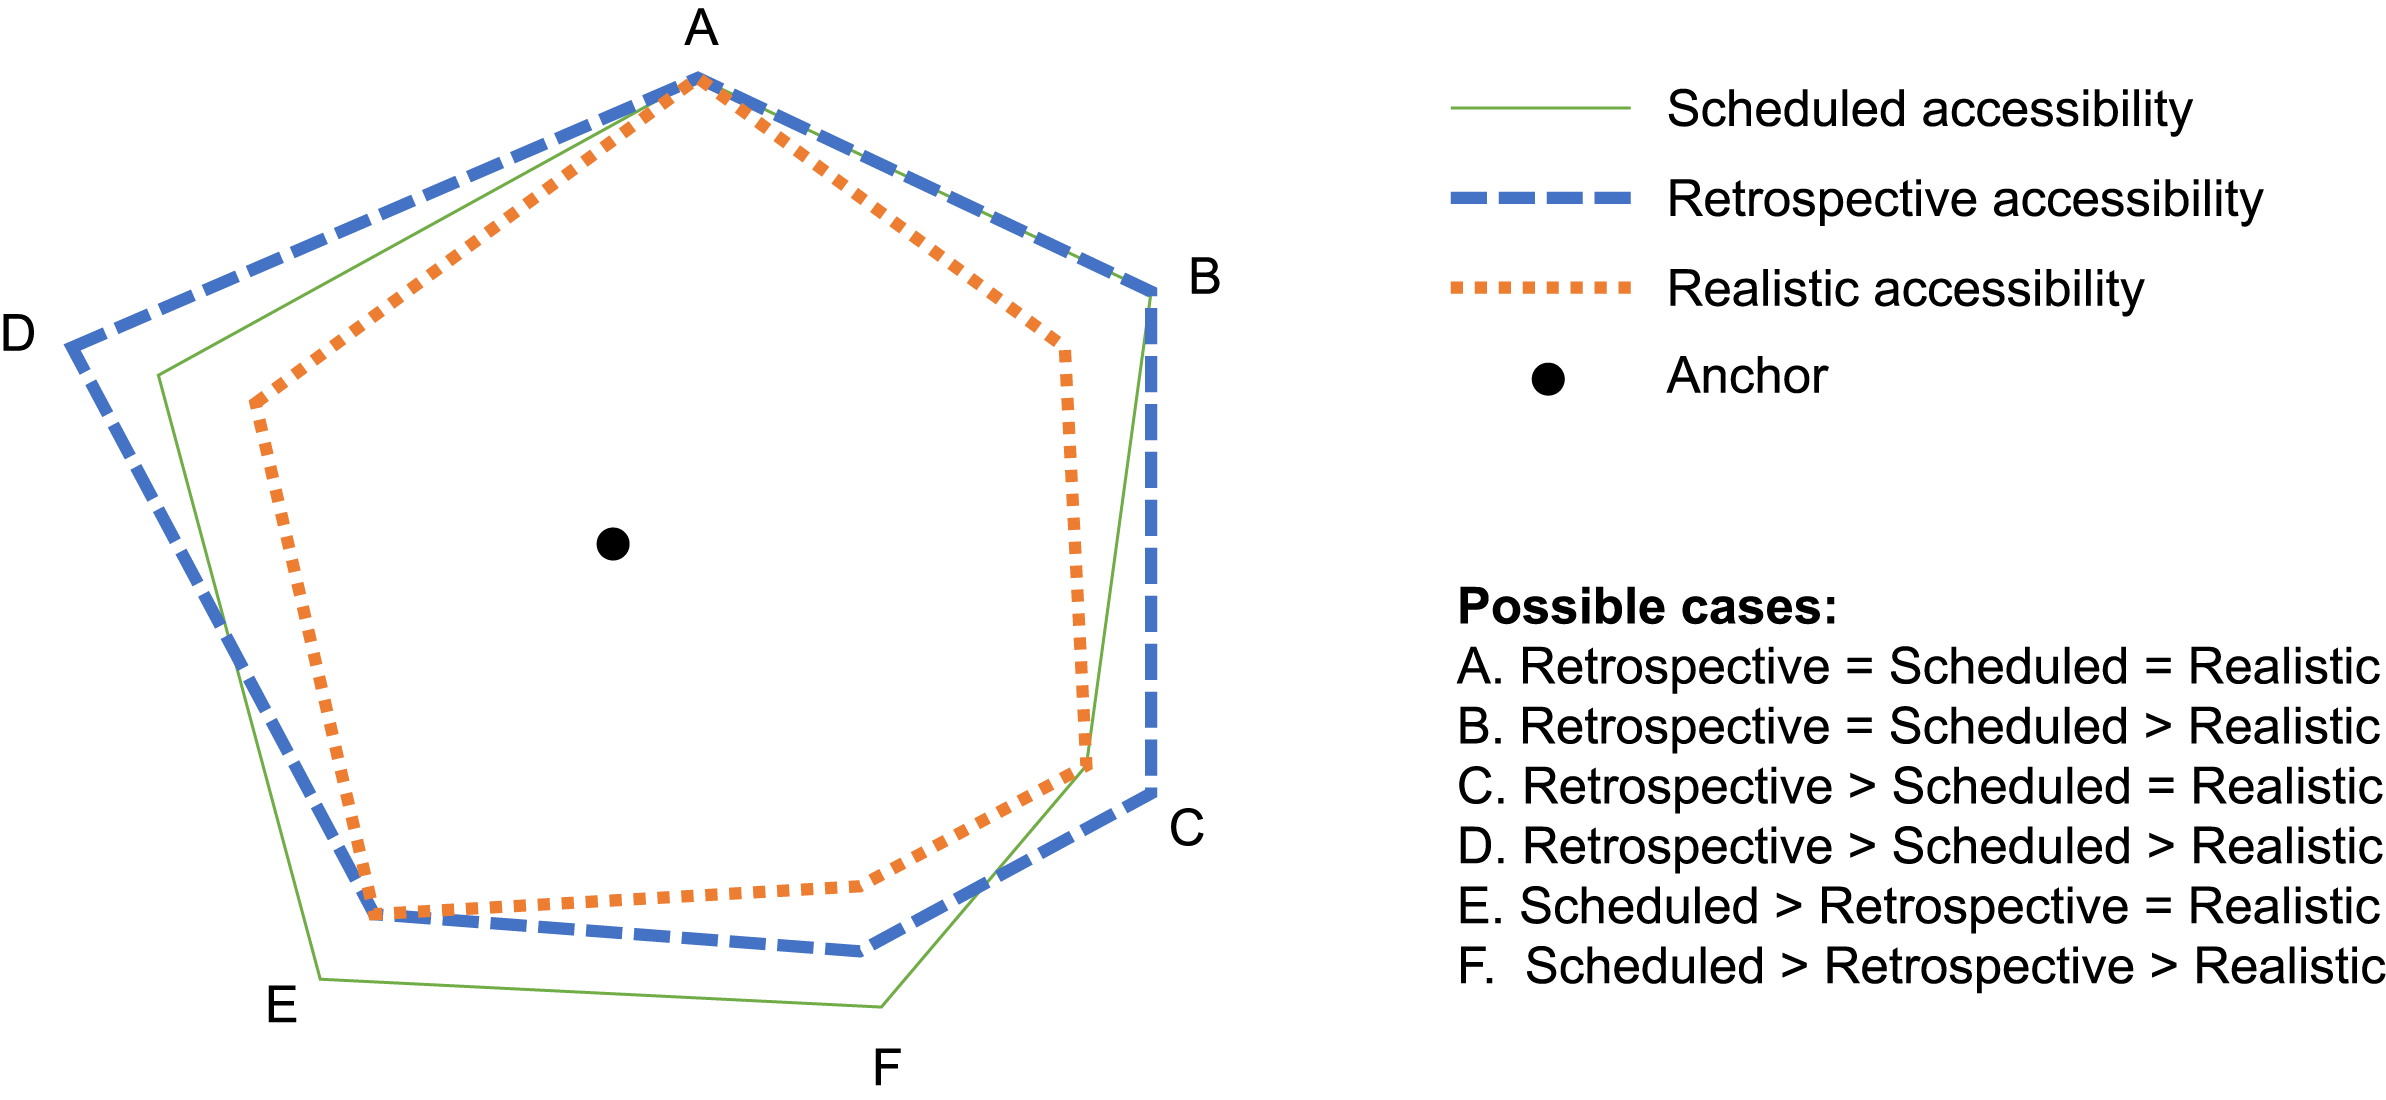 A
B
C
D
E
F
Scheduled accessibility
Retrospective accessibility
Realistic accessibility
Anchor
Possible cases:
A. Retrospective = Scheduled = Realistic
B. Retrospective = Scheduled > Realistic
C. Retrospective > Scheduled = Realistic
D. Retrospective > Scheduled > Realistic
E. Scheduled > Retrospective = Realistic
F. Scheduled > Retrospective > Realistic